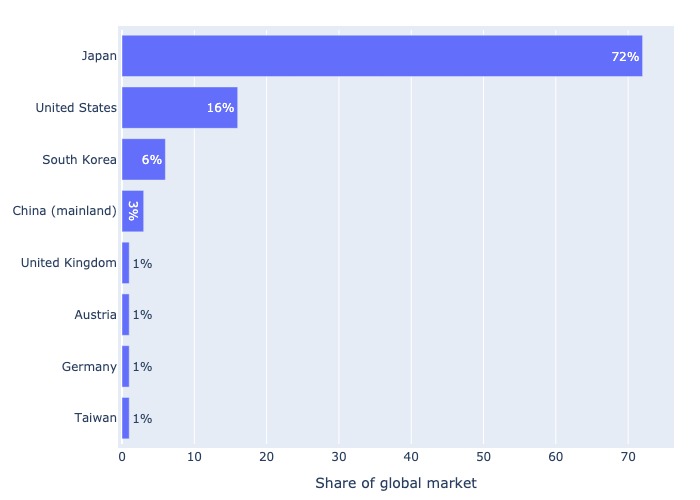 Japan 72%
United States 16%
South Korea 6%
China (mainland) 3%
United Kingdom 1%
Austria 1%
Germany 1%
Taiwan 1%
0 10 20 30 40 50 60 70
Share of global market